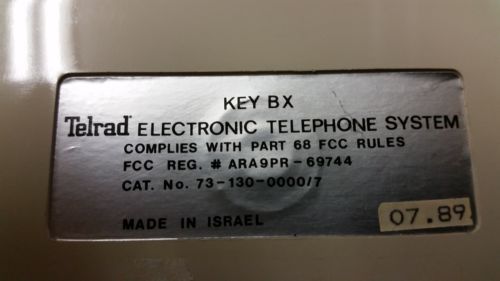 KEY BX
Telrad ELECTRONIC TELEPHONE SYSTEM
COMPLIES WITH PART 68 FCC RULES
FCC REG. # ARA9PR-69744
CAT. No. 73-130-0000/7
MADE IN ISRAEL
07.89